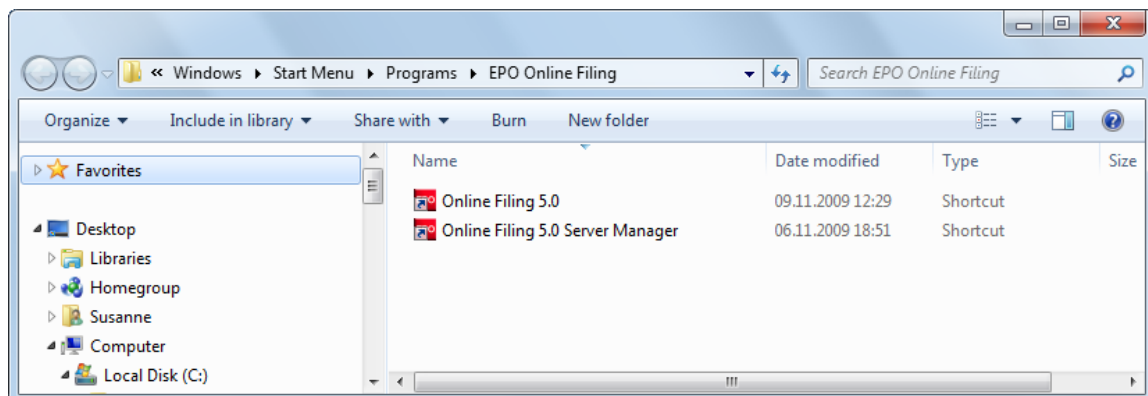 « Windows Start Menu Programs EPO Online Filing Search EPO Online Filing
Organize Include in library Share with Burn New folder
Favorites
Desktop
Libraries
Homegroup
Susanne
Computer
Local Disk (C:)
Name Date modified Type Size
Online Filing 5.0 09.11.2009 12:29 Shortcut
Online Filing 5.0 Server Manager 06.11.2009 18:51 Shortcut